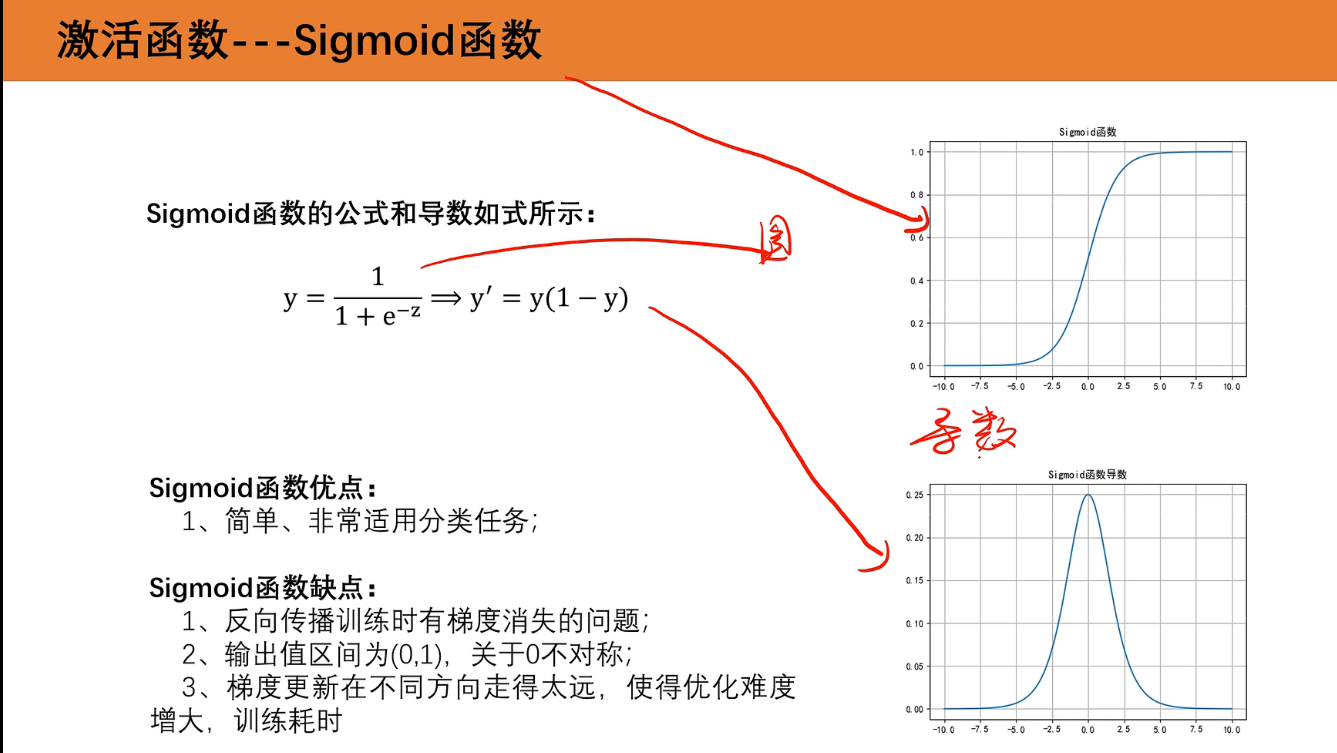 激活函数---Sigmoid函数
Sigmoid函数的公式和导数如式所示：
y = 1 / (1 + e^{−z}) ⟹ y′ = y(1 − y)
图
Sigmoid函数优点：
1、简单、非常适用分类任务；
Sigmoid函数缺点：
1、反向传播训练时有梯度消失的问题；
2、输出值区间为(0,1)，关于0不对称；
3、梯度更新在不同方向走得太远，使得优化难度
增大，训练耗时
Sigmoid函数
1.0
0.8
0.6
0.4
0.2
0.0
-10.0 -7.5 -5.0 -2.5 0.0 2.5 5.0 7.5 10.0
导数
Sigmoid函数导数
0.25
0.20
0.15
0.10
0.05
0.00
-10.0 -7.5 -5.0 -2.5 0.0 2.5 5.0 7.5 10.0